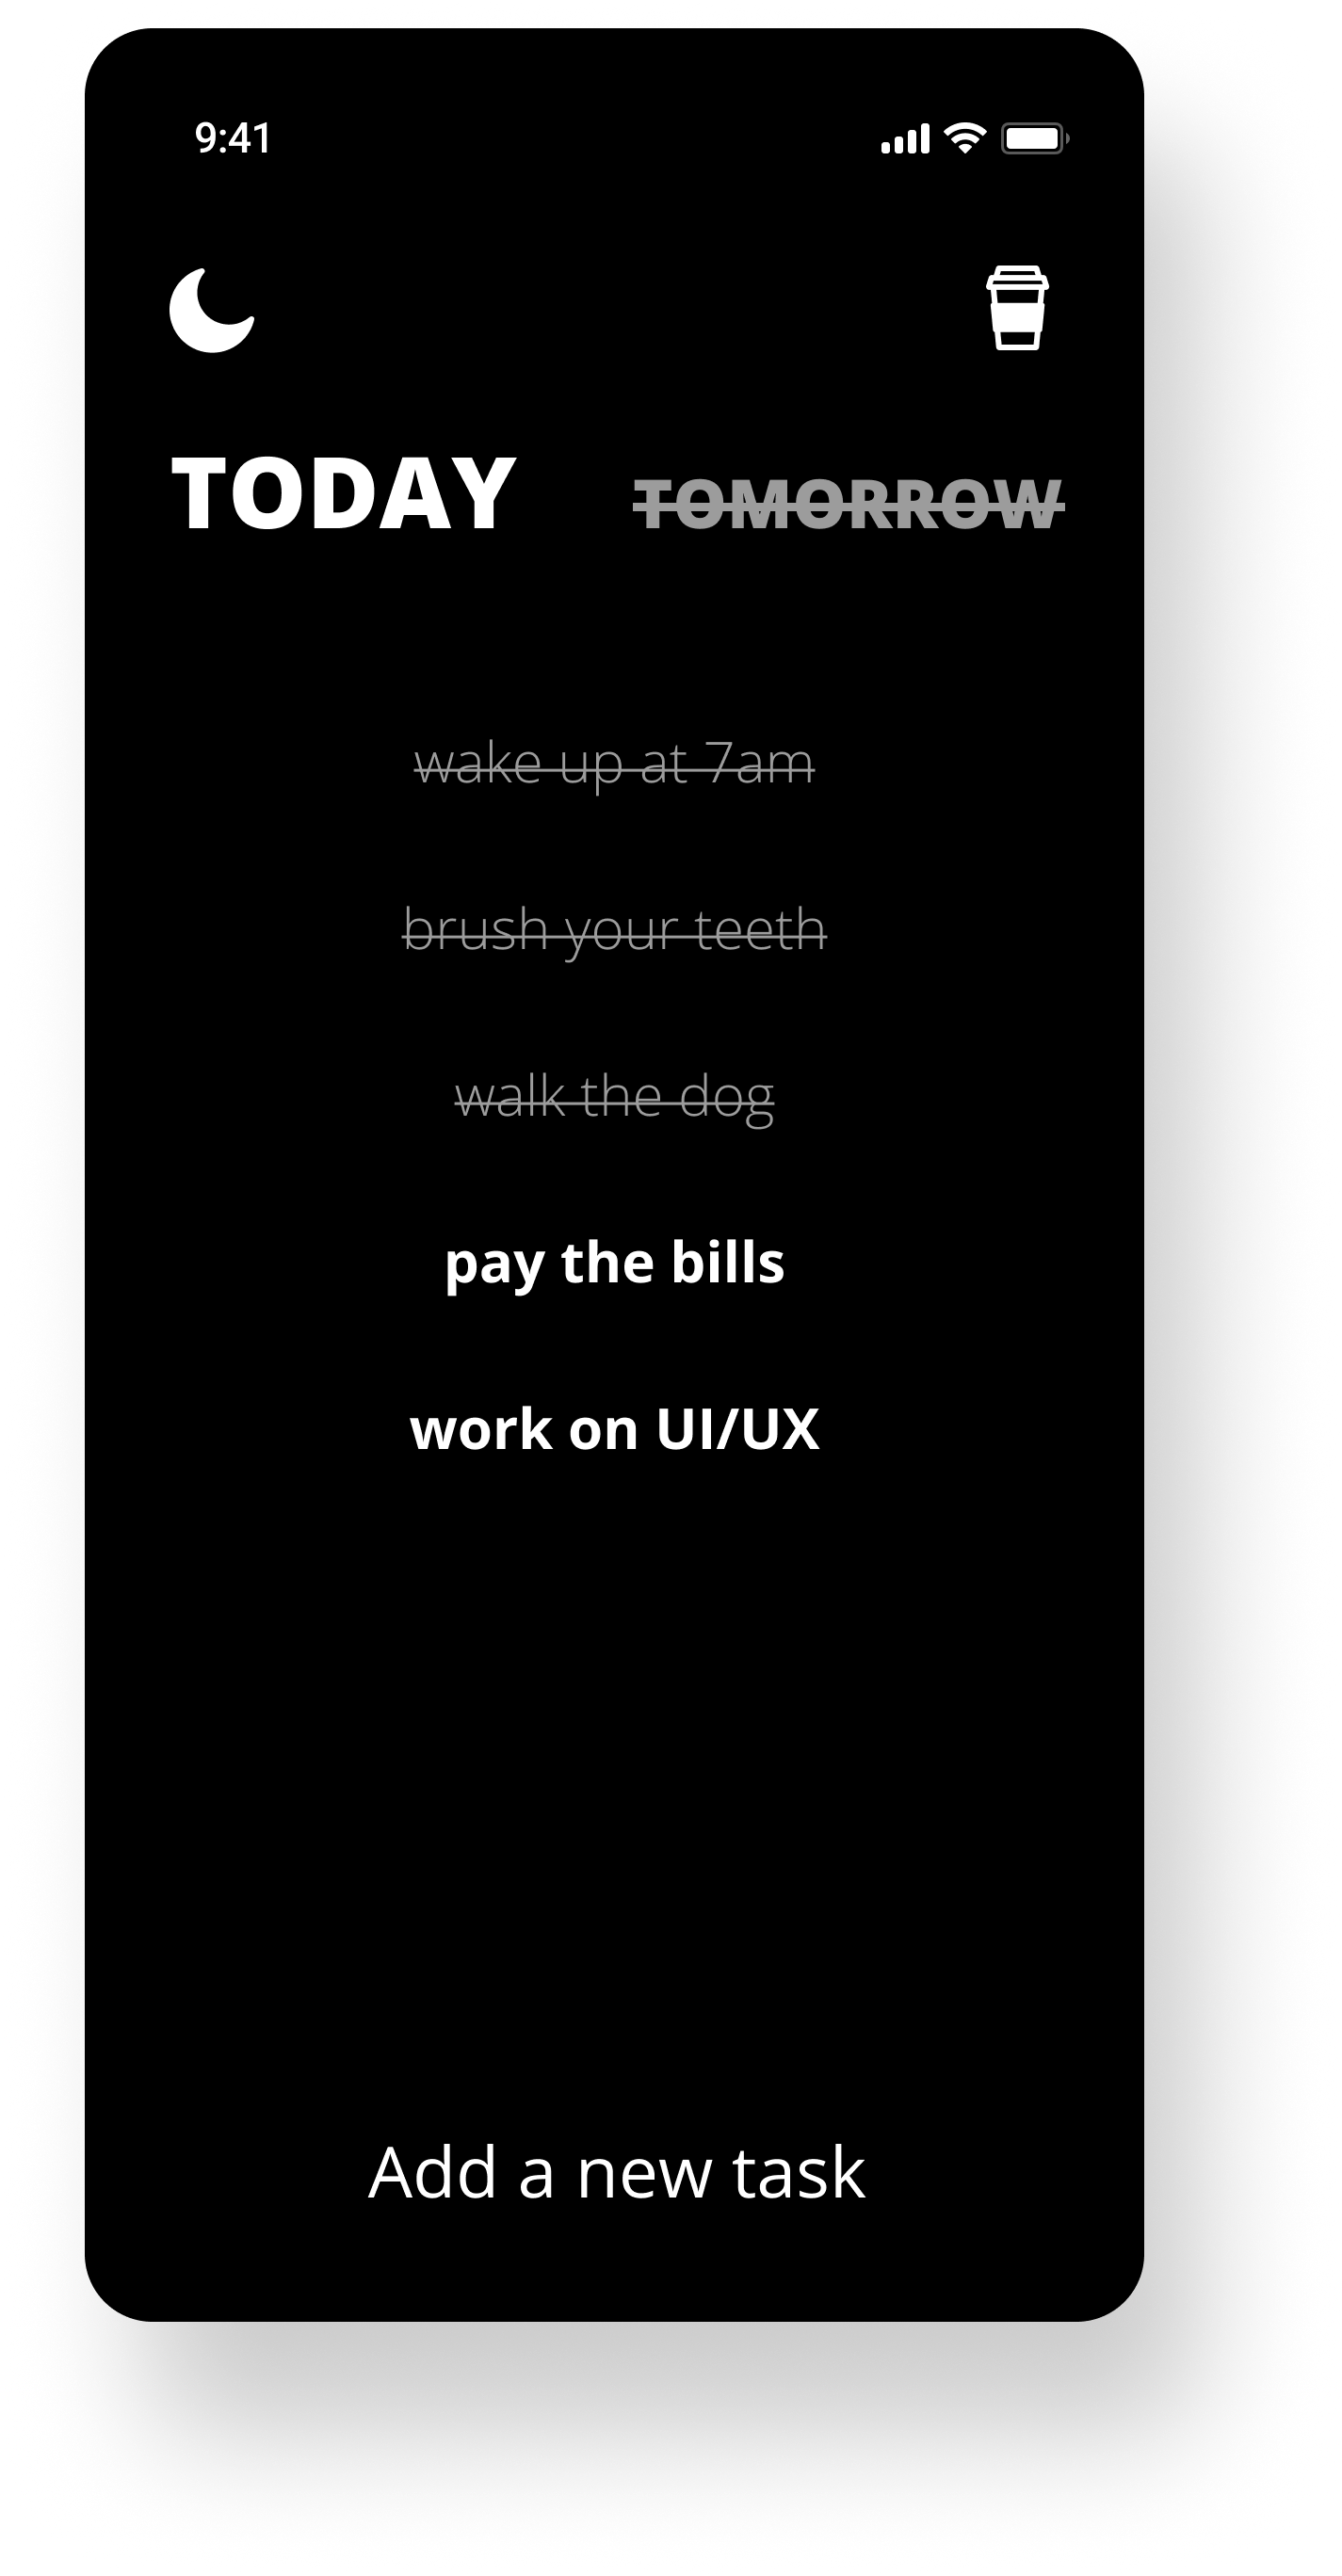 9:41
TODAY TOMORROW
wake up at 7am
brush your teeth
walk the dog
pay the bills
work on UI/UX
Add a new task